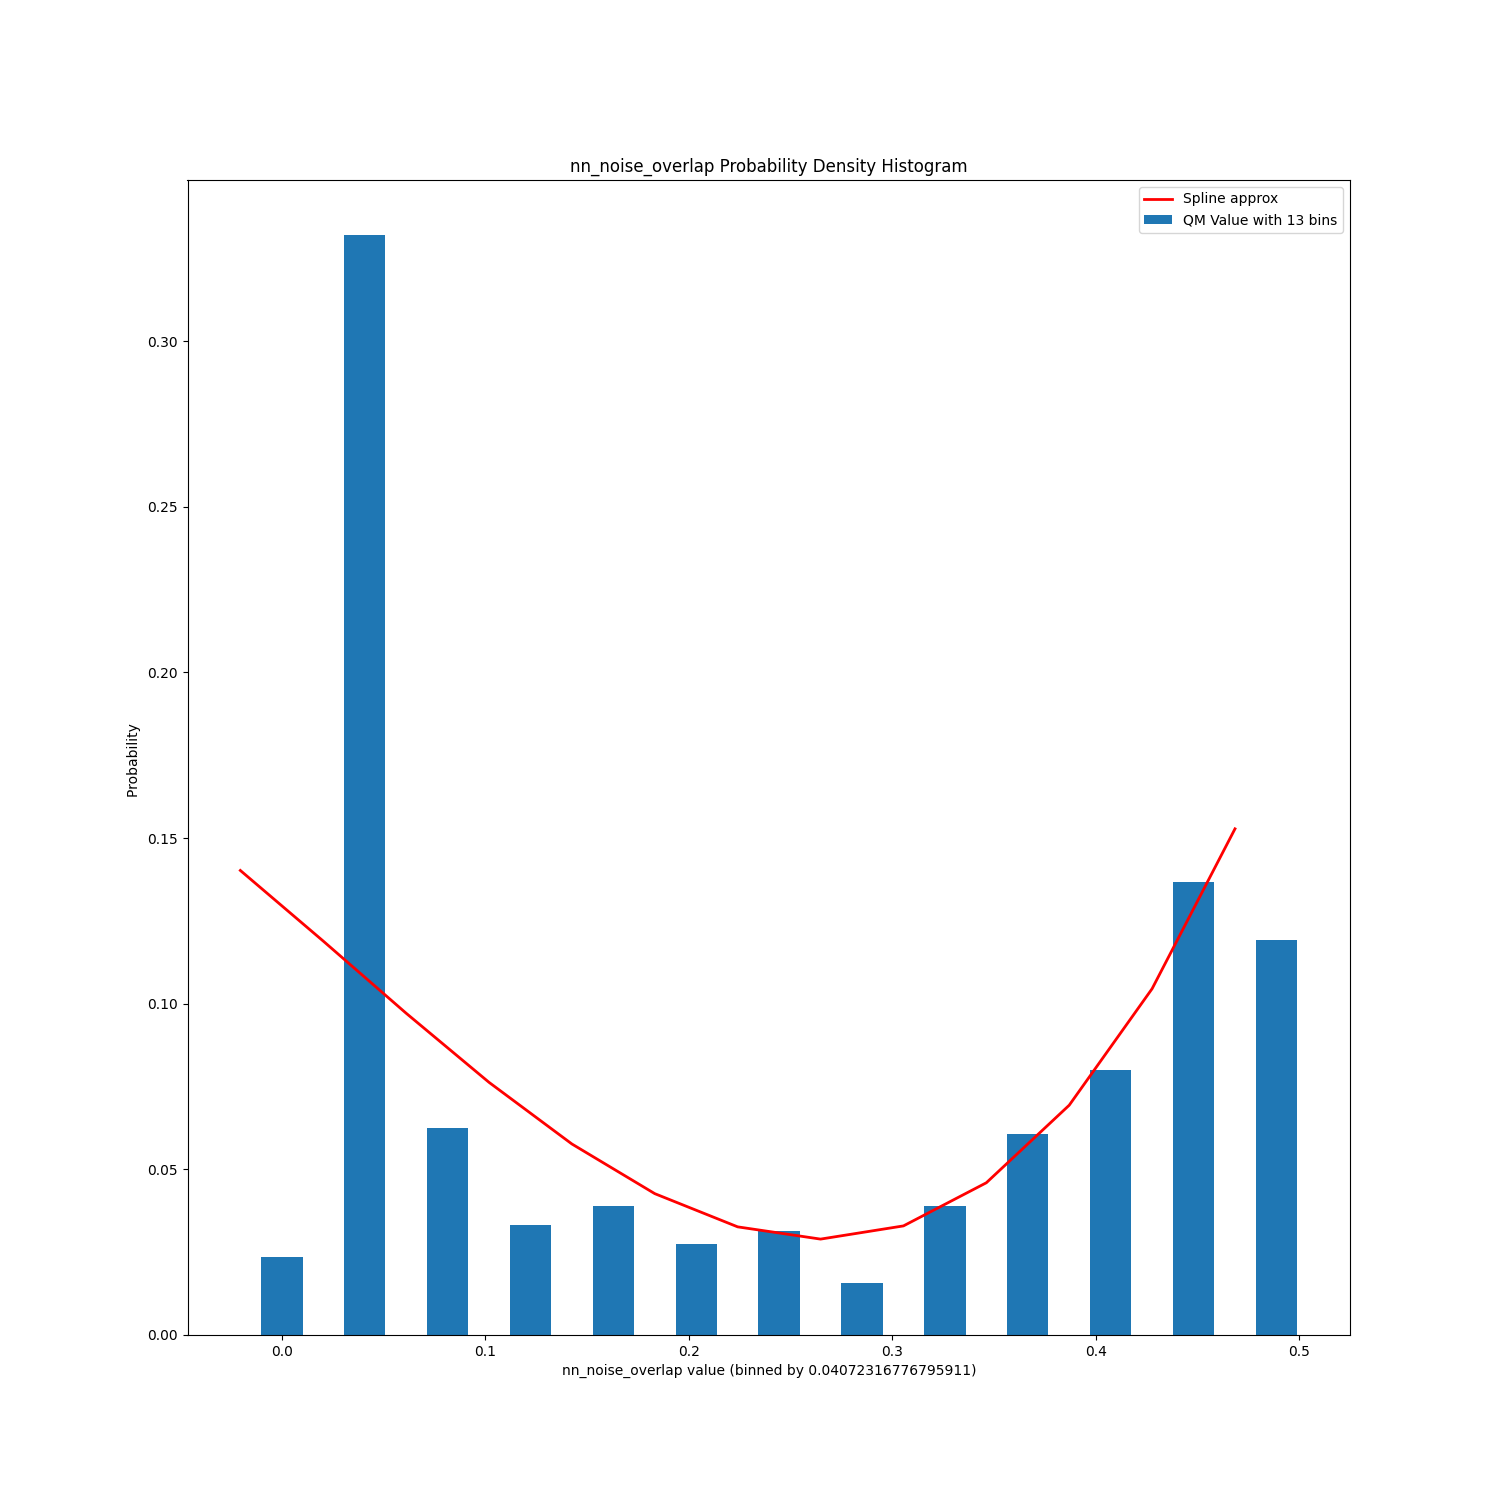 nn_noise_overlap Probability Density Histogram
Spline approx
QM Value with 13 bins
Probability
0.30
0.25
0.20
0.15
0.10
0.05
0.00
0.0 0.1 0.2 0.3 0.4 0.5
nn_noise_overlap value (binned by 0.04072316776795911)